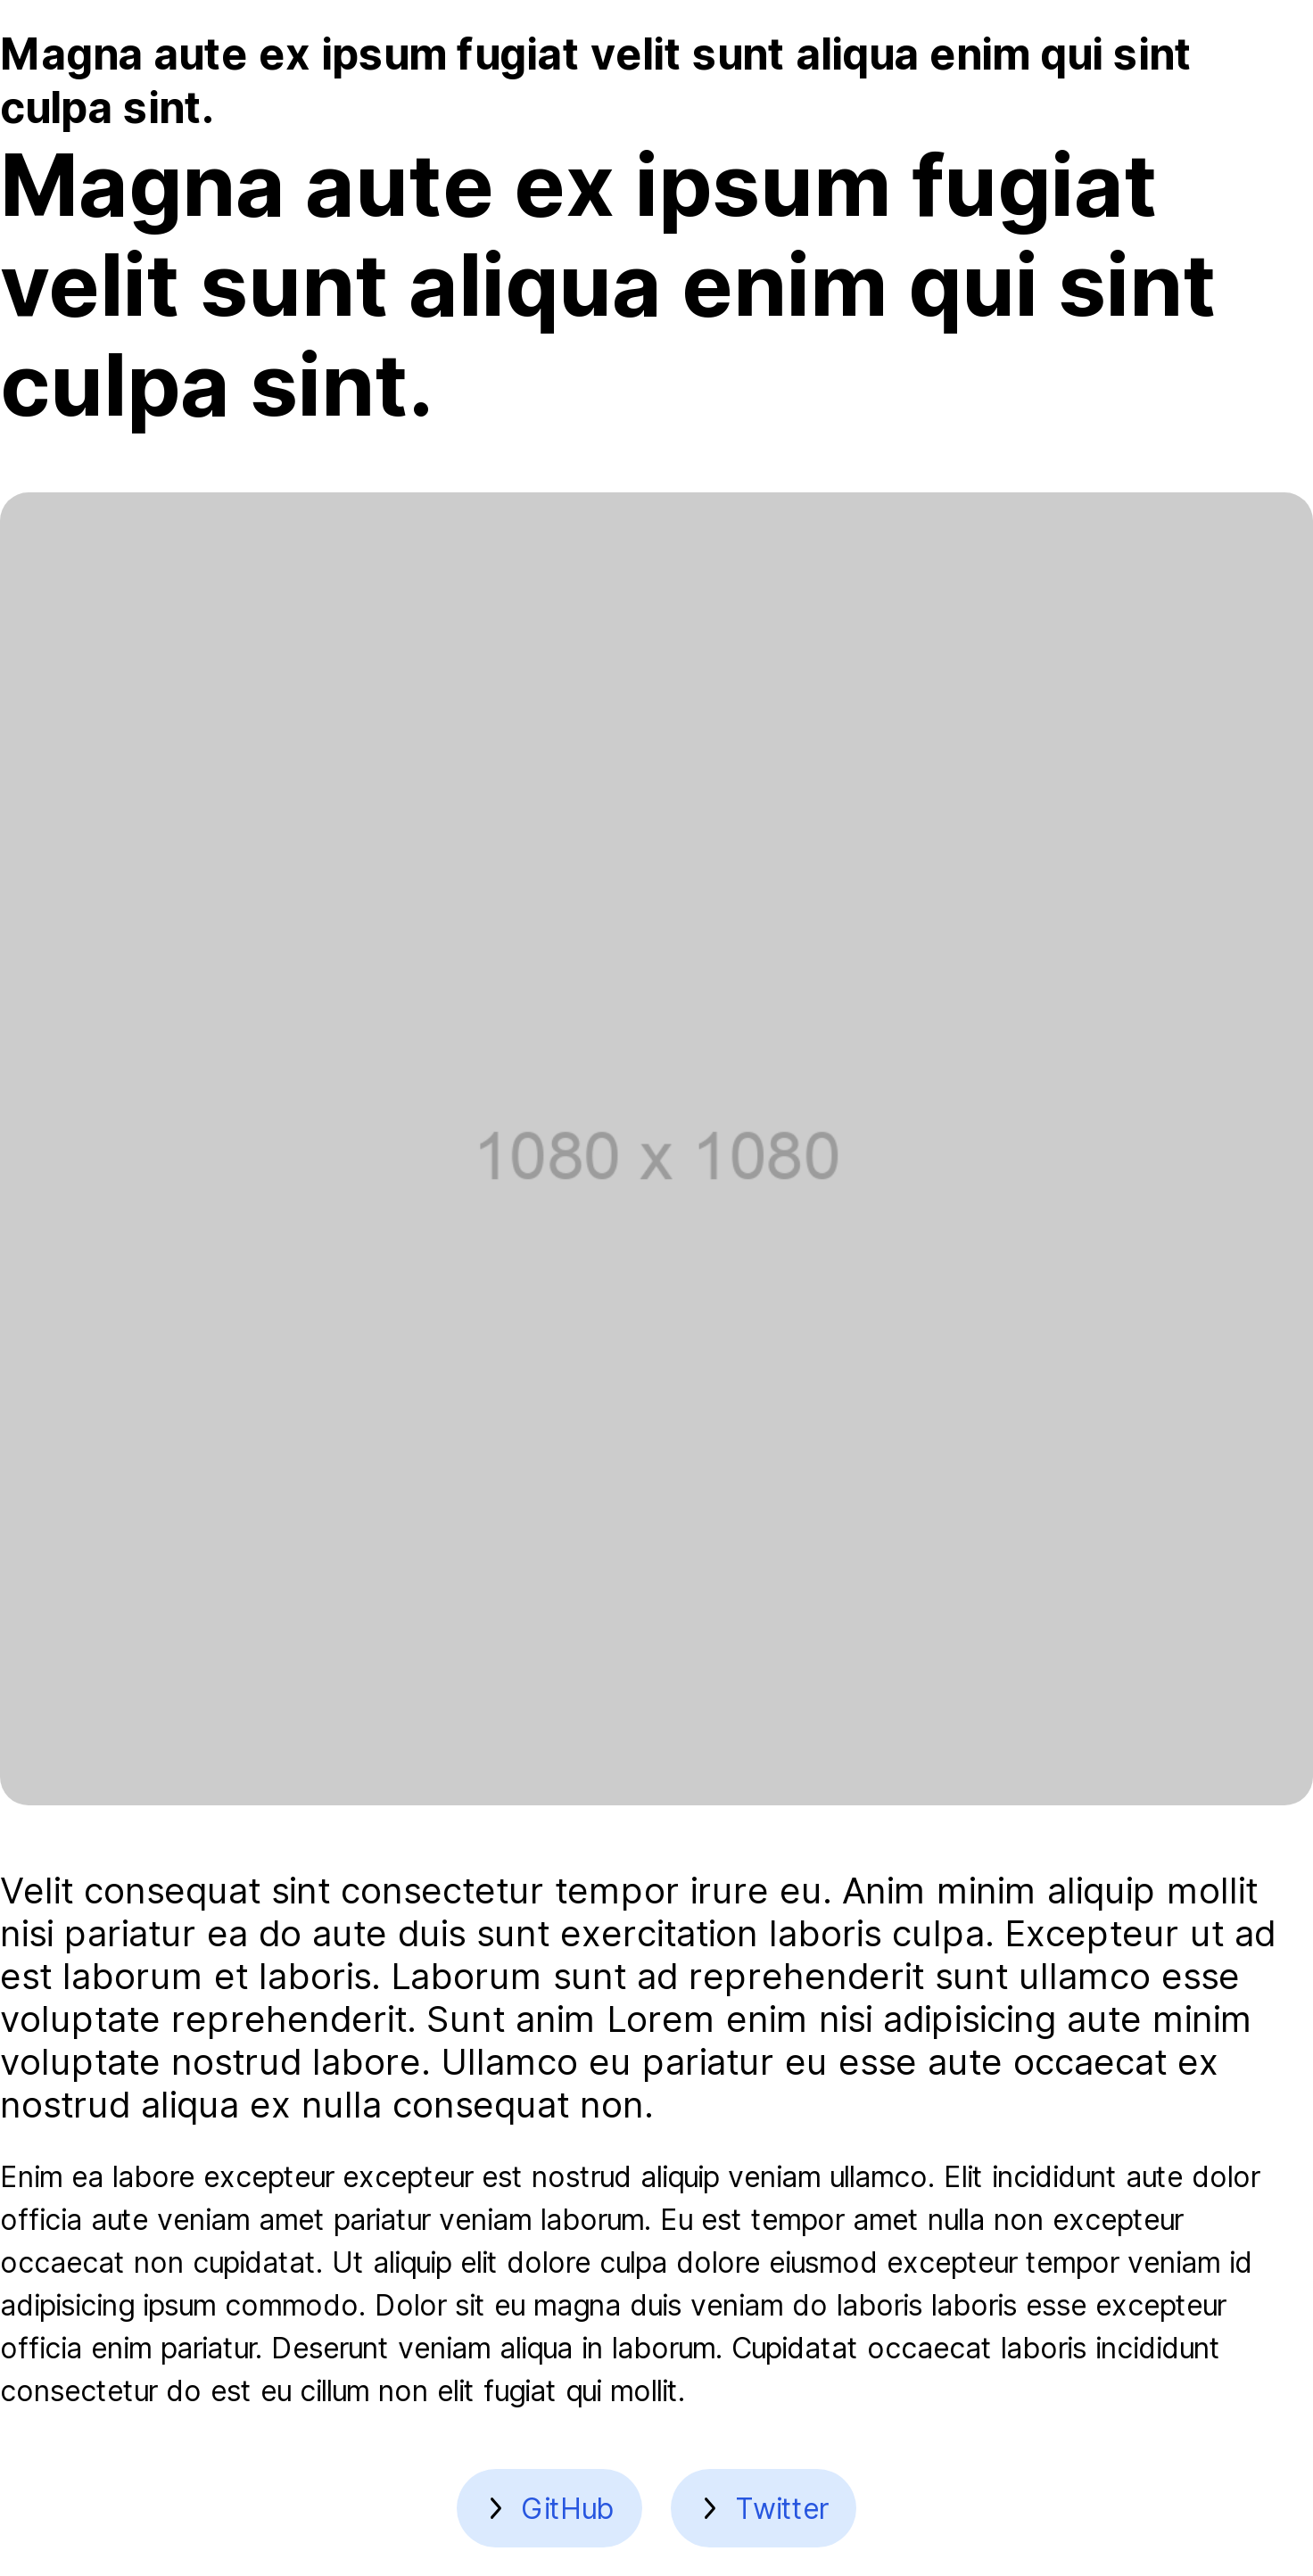 Magna aute ex ipsum fugiat velit sunt aliqua enim qui sint
culpa sint.
Magna aute ex ipsum fugiat
velit sunt aliqua enim qui sint
culpa sint.
1080 x 1080
Velit consequat sint consectetur tempor irure eu. Anim minim aliquip mollit
nisi pariatur ea do aute duis sunt exercitation laboris culpa. Excepteur ut ad
est laborum et laboris. Laborum sunt ad reprehenderit sunt ullamco esse
voluptate reprehenderit. Sunt anim Lorem enim nisi adipisicing aute minim
voluptate nostrud labore. Ullamco eu pariatur eu esse aute occaecat ex
nostrud aliqua ex nulla consequat non.
Enim ea labore excepteur excepteur est nostrud aliquip veniam ullamco. Elit incididunt aute dolor
officia aute veniam amet pariatur veniam laborum. Eu est tempor amet nulla non excepteur
occaecat non cupidatat. Ut aliquip elit dolore culpa dolore eiusmod excepteur tempor veniam id
adipisicing ipsum commodo. Dolor sit eu magna duis veniam do laboris laboris esse excepteur
officia enim pariatur. Deserunt veniam aliqua in laborum. Cupidatat occaecat laboris incididunt
consectetur do est eu cillum non elit fugiat qui mollit.
GitHub
Twitter